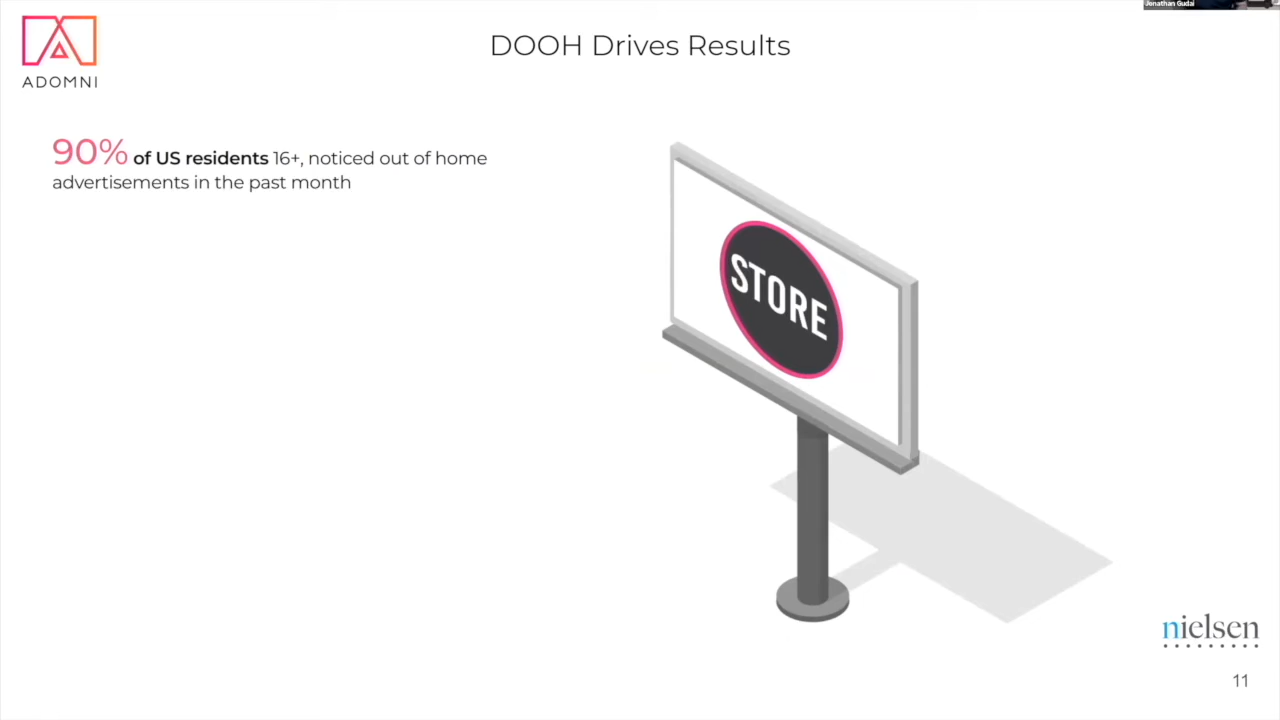 Jonathan Gudai
DOOH Drives Results
ADOMNI
90% of US residents 16+, noticed out of home
advertisements in the past month
STORE
nielsen
11